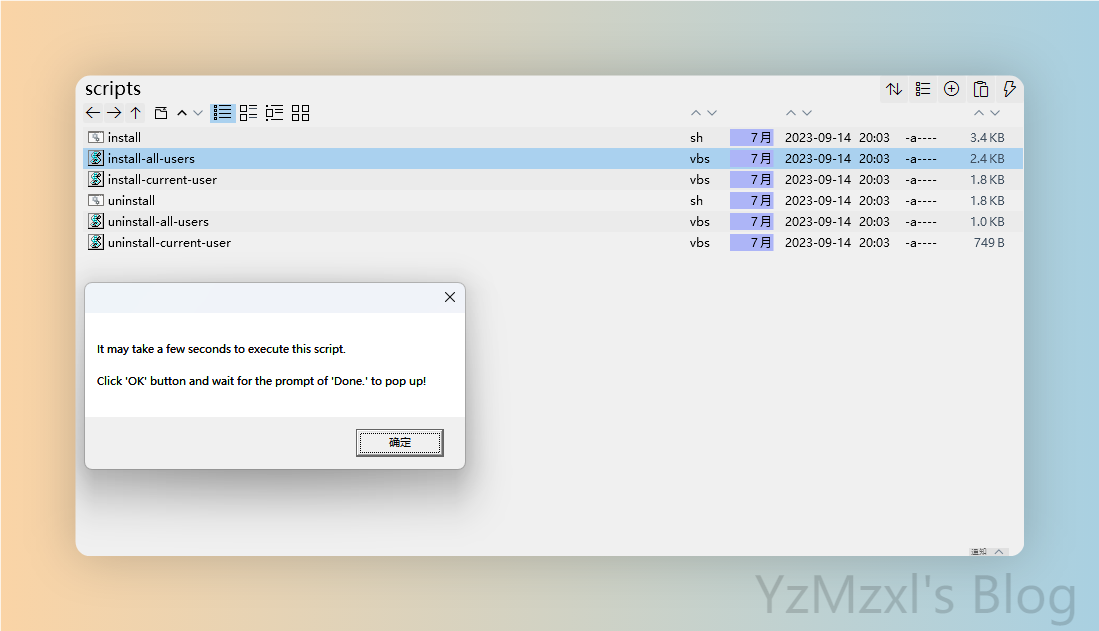 scripts
install sh 7 月 2023-09-14 20:03 -a---- 3.4 KB
install-all-users vbs 7 月 2023-09-14 20:03 -a---- 2.4 KB
install-current-user vbs 7 月 2023-09-14 20:03 -a---- 1.8 KB
uninstall sh 7 月 2023-09-14 20:03 -a---- 1.8 KB
uninstall-all-users vbs 7 月 2023-09-14 20:03 -a---- 1.0 KB
uninstall-current-user vbs 7 月 2023-09-14 20:03 -a---- 749 B
It may take a few seconds to execute this script.
Click 'OK' button and wait for the prompt of 'Done.' to pop up!
确定
通知
YzMzxl's Blog